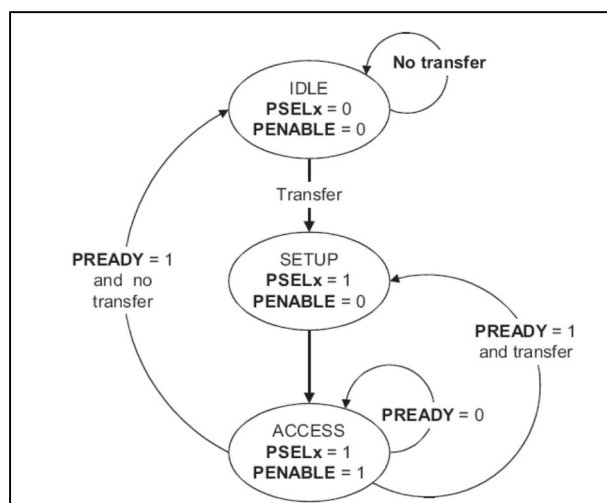 No transfer
IDLE
PSELx = 0
PENABLE = 0
Transfer
SETUP
PSELx = 1
PENABLE = 0
PREADY = 1
and no
transfer
PREADY = 1
and transfer
PREADY = 0
ACCESS
PSELx = 1
PENABLE = 1